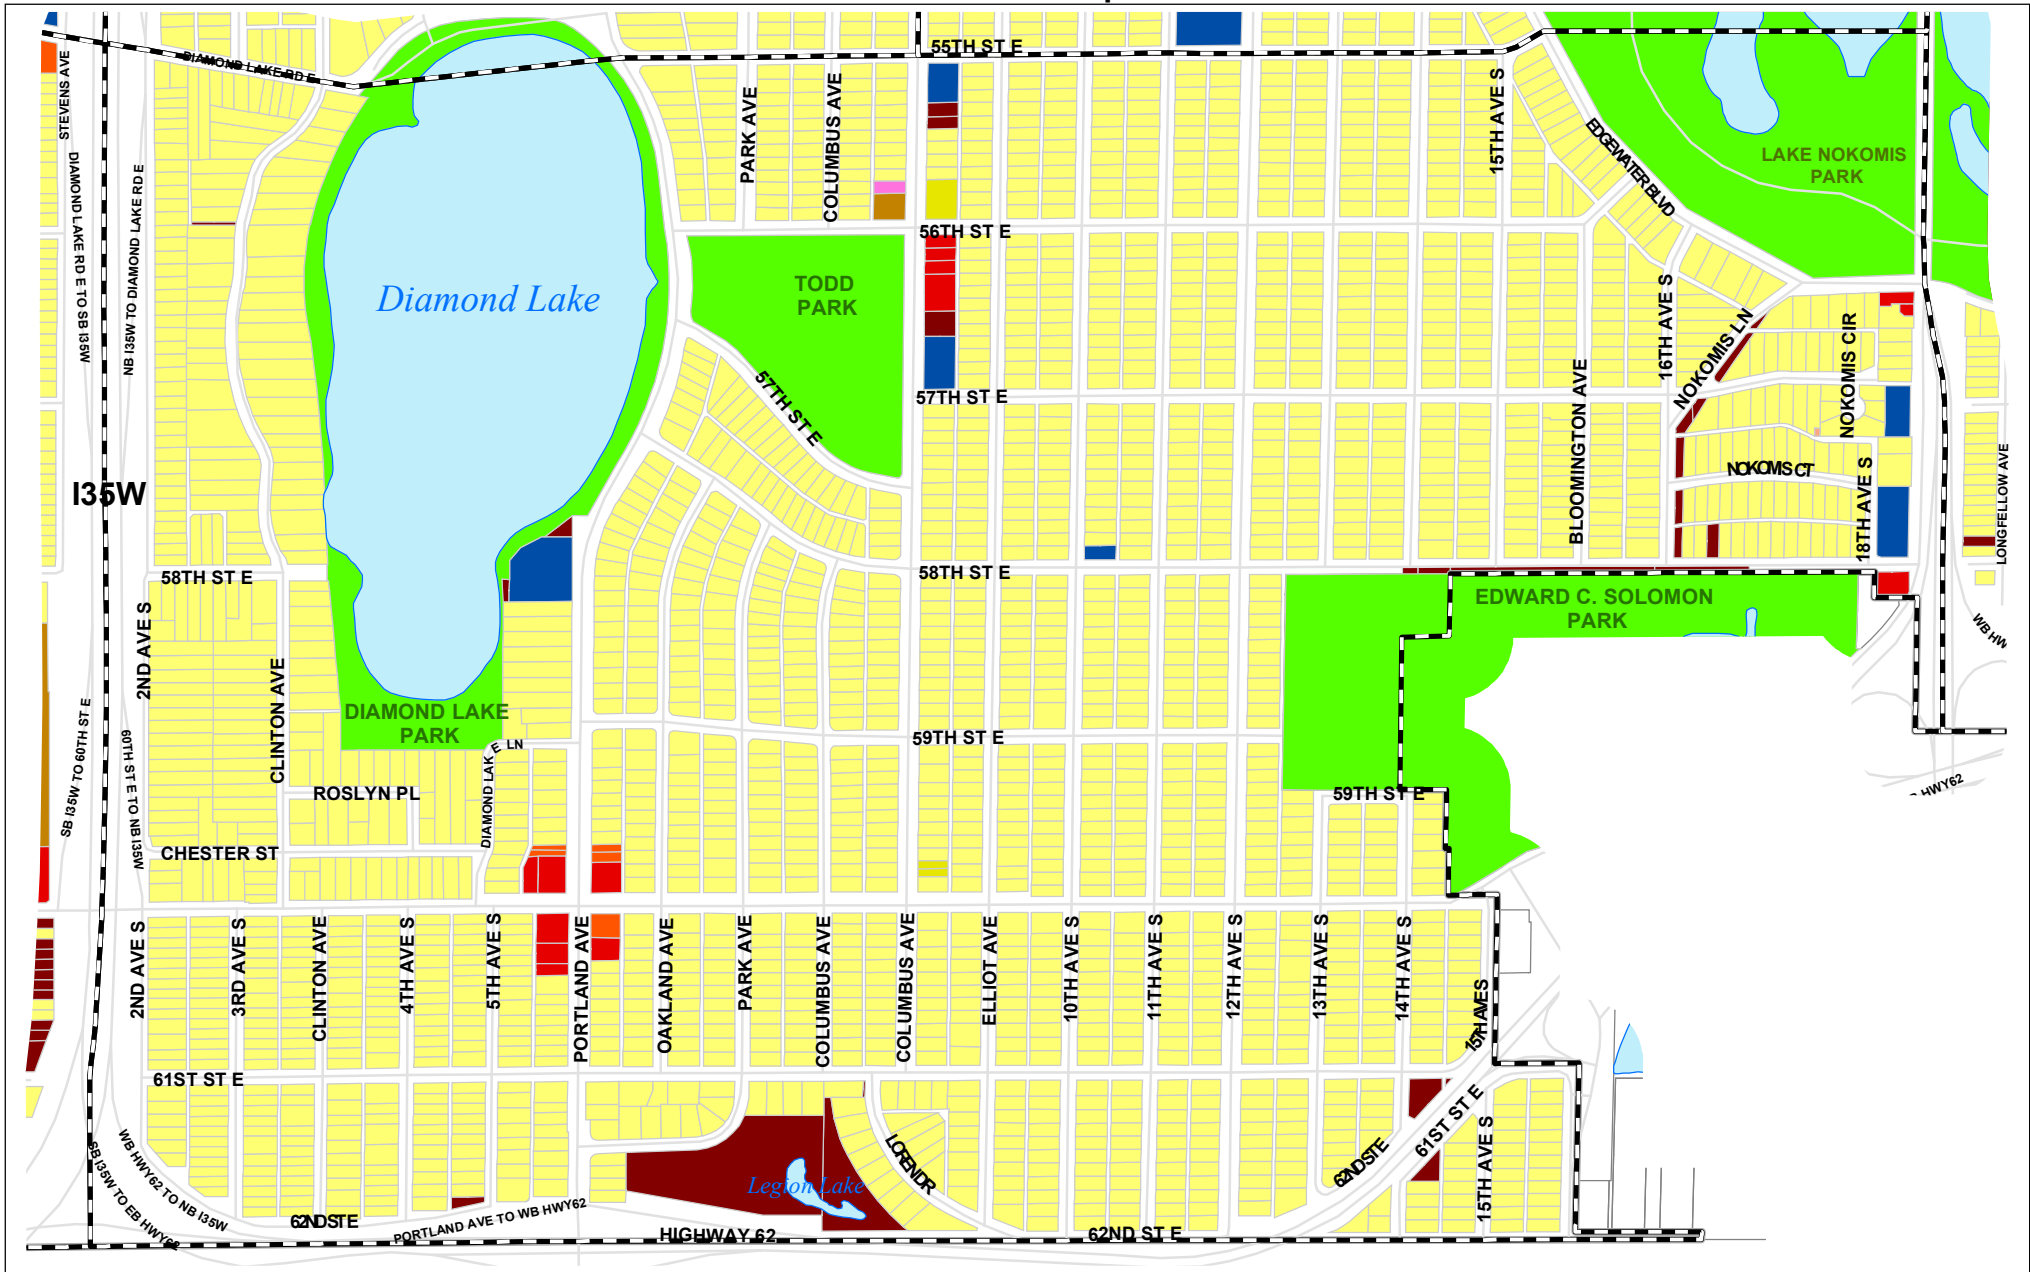 55TH ST E
DIAMOND LAKE RD E
STEVENS AVE
PARK AVE
COLUMBUS AVE
15TH AVE S
EDGEWATER BLVD
LAKE NOKOMIS
PARK
DIAMOND LAKE RD E TO SB I35W
NB I35W TO DIAMOND LAKE RD E
56TH ST E
Diamond Lake
TODD
PARK
16TH AVE S
NOKOMIS LN
NOKOMIS CIR
57TH ST E
57TH ST E
BLOOMINGTON AVE
I35W
NOKOMIS CT
18TH AVE S
LONGFELLOW AVE
58TH ST E
58TH ST E
2ND AVE S
CLINTON AVE
EDWARD C. SOLOMON
PARK
WB HW
DIAMOND LAKE
PARK
59TH ST E
DIAMOND LAKE LN
SB I35W TO 60TH ST E
60TH ST E TO NB I35W
ROSLYN PL
59TH ST E
HWY62
CHESTER ST
2ND AVE S
3RD AVE S
CLINTON AVE
4TH AVE S
5TH AVE S
PORTLAND AVE
OAKLAND AVE
PARK AVE
COLUMBUS AVE
COLUMBUS AVE
ELLIOT AVE
10TH AVE S
11TH AVE S
12TH AVE S
13TH AVE S
14TH AVE S
15TH AVE S
61ST ST E
61ST ST E
WB HWY62 TO NB I35W
SB I35W TO EB HWY62
LOREN DR
Legion Lake
62ND ST E
15TH AVE S
62ND ST E
PORTLAND AVE TO WB HWY62
HIGHWAY 62
62ND ST E